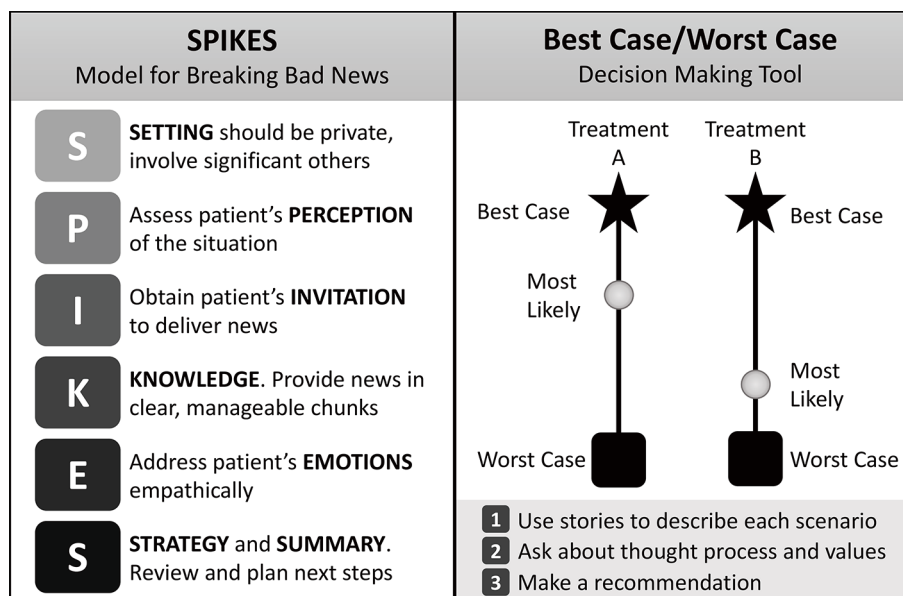 SPIKES
Model for Breaking Bad News
S
SETTING should be private,
involve significant others
P
Assess patient's PERCEPTION
of the situation
I
Obtain patient's INVITATION
to deliver news
K
KNOWLEDGE. Provide news in
clear, manageable chunks
E
Address patient's EMOTIONS
empathically
S
STRATEGY and SUMMARY.
Review and plan next steps
Best Case/Worst Case
Decision Making Tool
Treatment
A
Treatment
B
Best Case
Best Case
Most
Likely
Most
Likely
Worst Case
Worst Case
1 Use stories to describe each scenario
2 Ask about thought process and values
3 Make a recommendation